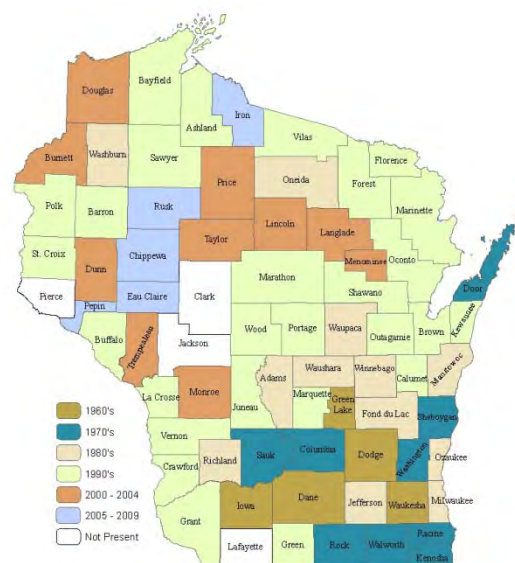 Douglas
Bayfield
Iron
Ashland
Vilas
Burnett
Washburn
Sawyer
Florence
Oneida
Forest
Price
Marinette
Polk
Barron
Rusk
Lincoln
Langlade
Taylor
Oconto
St. Croix
Dunn
Chippewa
Menominee
Marathon
Door
Pierce
Pepin
Eau Claire
Clark
Shawano
Kewaunee
Buffalo
Trempealeau
Jackson
Wood
Portage
Waupaca
Outagamie
Brown
Manitowoc
La Crosse
Monroe
Juneau
Adams
Waushara
Winnebago
Calumet
Marquette
Green
Lake
Fond du Lac
Sheboygan
Vernon
Crawford
Richland
Sauk
Columbia
Dodge
Washington
Ozaukee
Grant
Iowa
Dane
Jefferson
Waukesha
Milwaukee
Lafayette
Green
Rock
Walworth
Racine
Kenosha
1960's
1970's
1980's
1990's
2000 - 2004
2005 - 2009
Not Present